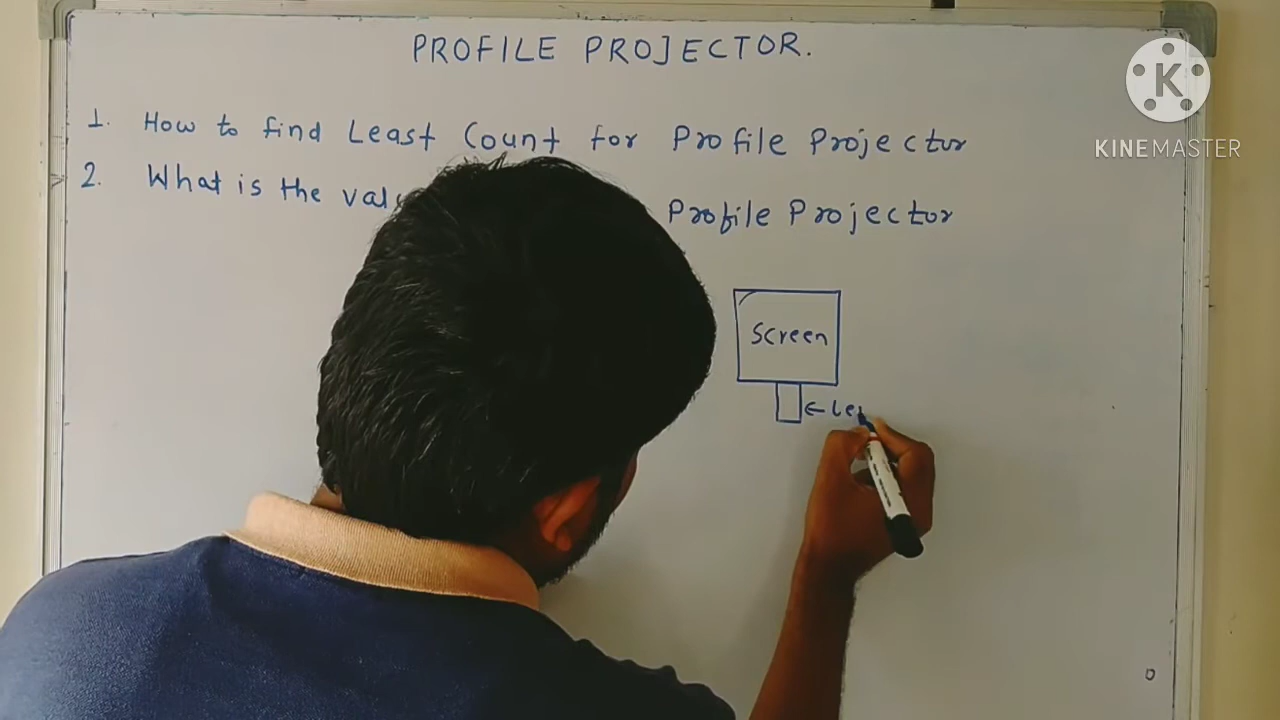 PROFILE PROJECTOR.
K
KINEMASTER
1. How to find Least Count for Profile Projector
2. What is the Profile Projector
Screen